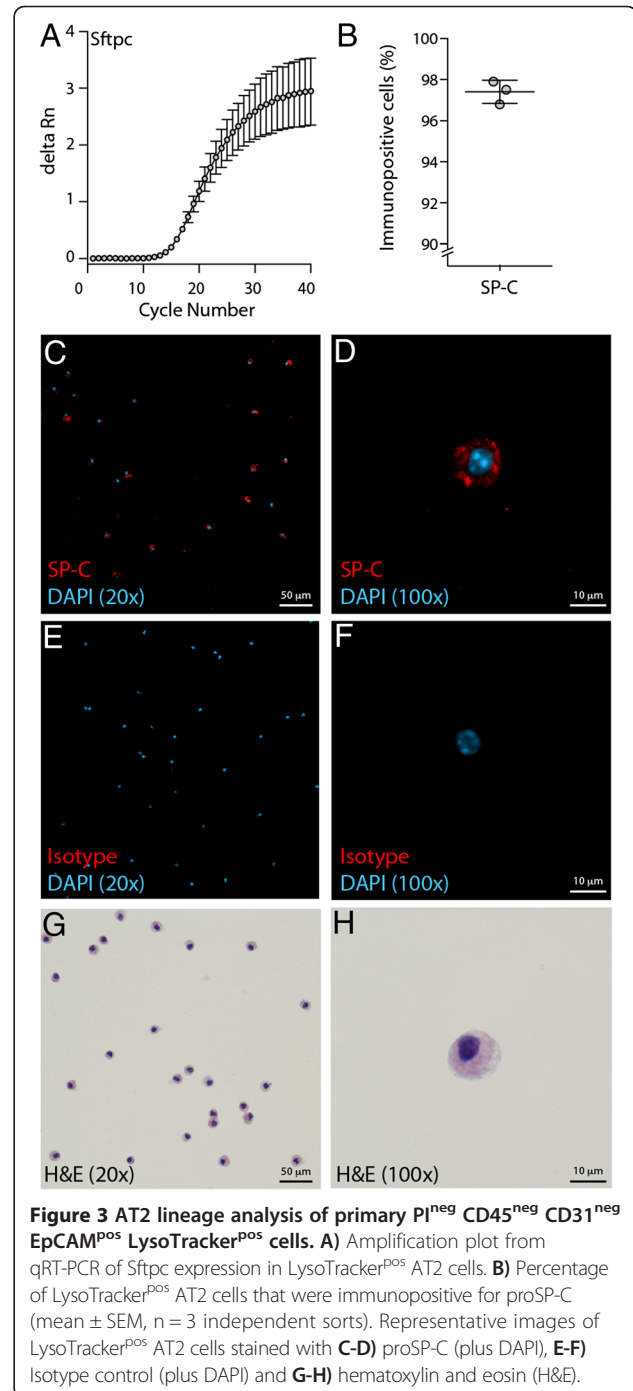 A
Sftpc
4
3
2
1
0
delta Rn
0 10 20 30 40
Cycle Number
B
100
98
96
94
92
90
Immunopositive cells (%)
SP-C
C
SP-C
DAPI (20x)
50 µm
D
SP-C
DAPI (100x)
10 µm
E
Isotype
DAPI (20x)
50 µm
F
Isotype
DAPI (100x)
10 µm
G
H&E (20x)
50 µm
H
H&E (100x)
10 µm
Figure 3 AT2 lineage analysis of primary PIneg CD45neg CD31neg
EpCAMpos LysoTrackerpos cells. A) Amplification plot from
qRT-PCR of Sftpc expression in LysoTrackerpos AT2 cells. B) Percentage
of LysoTrackerpos AT2 cells that were immunopositive for proSP-C
(mean ± SEM, n = 3 independent sorts). Representative images of
LysoTrackerpos AT2 cells stained with C-D) proSP-C (plus DAPI), E-F)
Isotype control (plus DAPI) and G-H) hematoxylin and eosin (H&E).